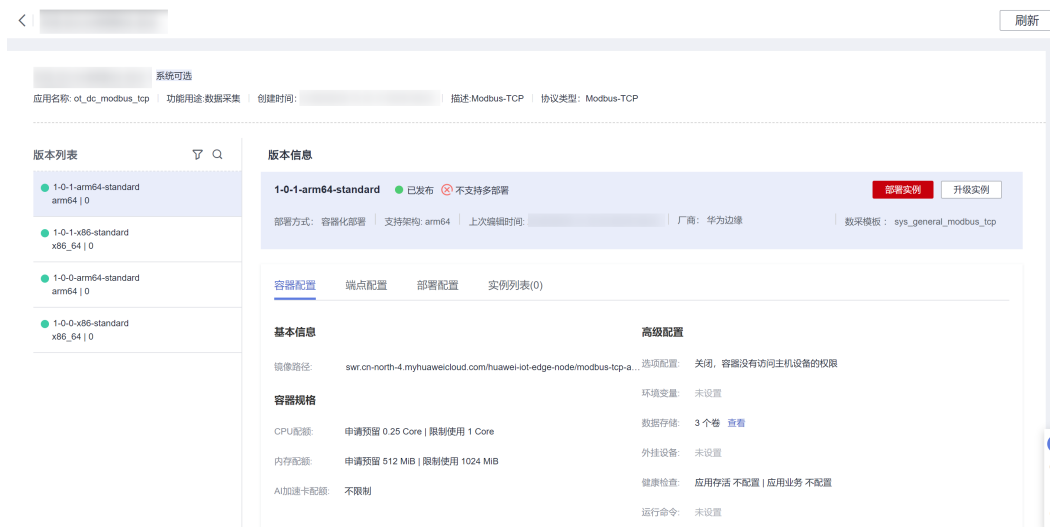 刷新
系统可选
应用名称: ot_dc_modbus_tcp 功能用途:数据采集 创建时间: 描述:Modbus-TCP 协议类型: Modbus-TCP
版本列表
1-0-1-arm64-standard
arm64 | 0
1-0-1-x86-standard
x86_64 | 0
1-0-0-arm64-standard
arm64 | 0
1-0-0-x86-standard
x86_64 | 0
版本信息
1-0-1-arm64-standard 已发布 不支持多部署 部署实例 升级实例
部署方式: 容器化部署 支持架构: arm64 上次编辑时间: 厂商: 华为边缘 数采模板: sys_general_modbus_tcp
容器配置 端点配置 部署配置 实例列表(0)
基本信息
镜像路径: swr.cn-north-4.myhuaweicloud.com/huawei-iot-edge-node/modbus-tcp-a...
容器规格
CPU配额: 申请预留 0.25 Core | 限制使用 1 Core
内存配额: 申请预留 512 MiB | 限制使用 1024 MiB
AI加速卡配额: 不限制
高级配置
选项配置: 关闭，容器没有访问主机设备的权限
环境变量: 未设置
数据存储: 3 个卷 查看
外挂设备: 未设置
健康检查: 应用存活 不配置 | 应用业务 不配置
运行命令: 未设置